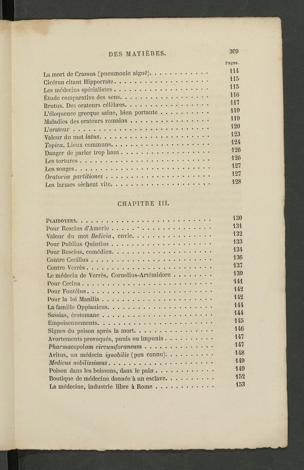 DES MATIÈRES. 309
Pages.
La mort de Crassus (pneumonie aiguë). 114
Cicéron citant Hippocrate. 115
Les médecins spécialistes 115
Étude comparative des sens. 116
Brutus. Des orateurs célèbres. 117
L'éloquence grecque saine, bien portante 119
Maladies des orateurs romains 119
L'orateur 120
Valeur du mot latus. 123
Topica. Lieux communs. 124
Danger de parler trop haut 126
Les tortures 126
Les songes. 127
Oratoriæ partitiones 127
Les larmes sèchent vite. 128
CHAPITRE III.
PLAIDOYERS. 130
Pour Roscius d'Amerie 131
Valeur du mot Bedivia, envie. 132
Pour Publius Quintius 133
Pour Roscius, comédien. 134
Contre Cecilius 136
Contre Verrès. 137
Le médecin de Verrès, Cornelius-Artémidore 139
Pour Cecina 141
Pour Fontéius. 142
Pour la loi Manilia 142
La famille Oppianicus. 144
Sassias, érotomane 144
Empoisonnements. 145
Signes du poison après la mort. 146
Avortements provoqués, punis ou impunis 147
Pharmacopolam circumforaneum 147
Avitus, un médecin ignobilis (peu connu). 148
Medicus nobilissimus 149
Poison dans les boissons, dans le pain 149
Boutique de médecine donnée à un esclave. 152
La médecine, industrie libre à Rome 153